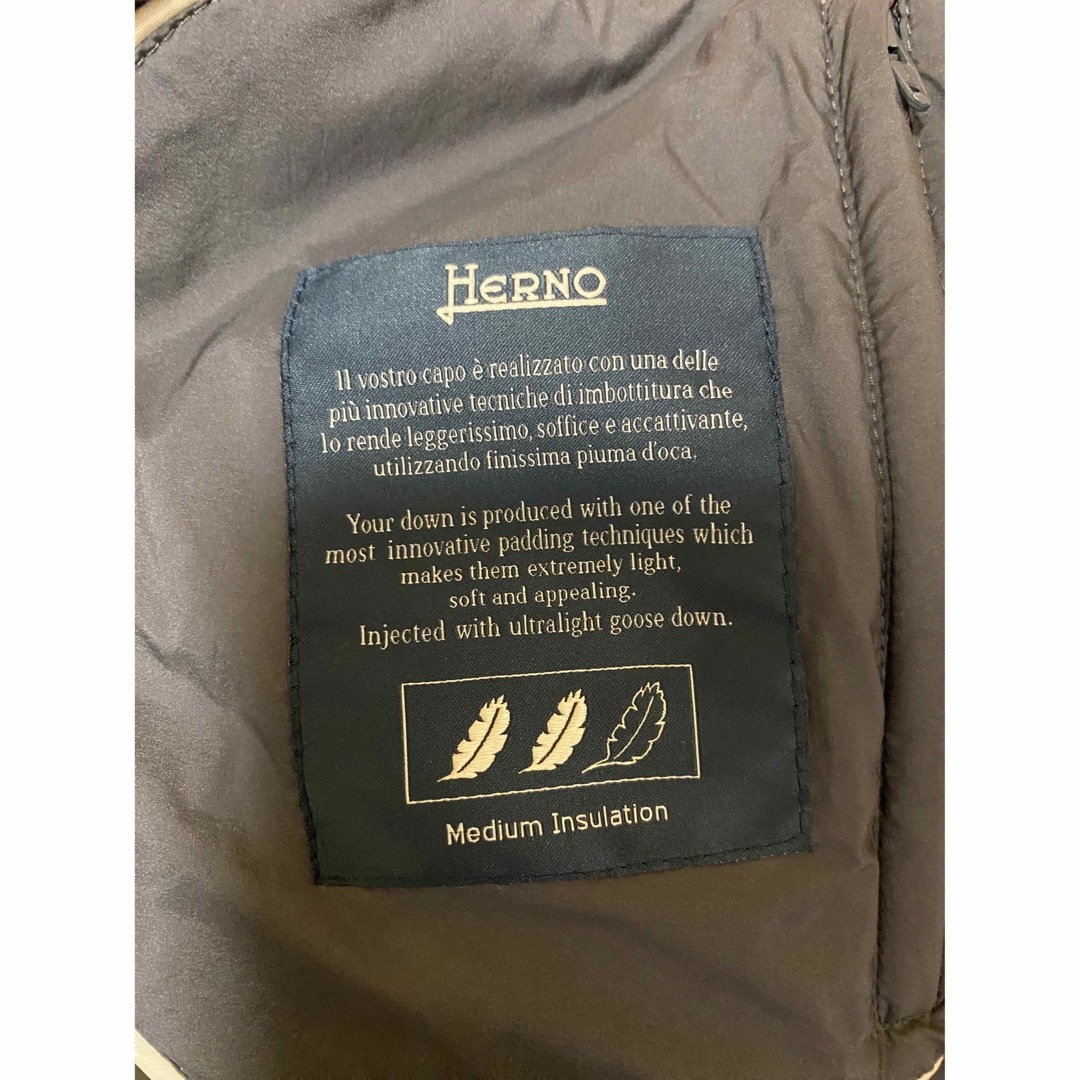 HERNO
Il vostro capo è realizzato con una delle
più innovative tecniche di imbottitura che
lo rende leggerissimo, soffice e accattivante,
utilizzando finissima piuma d'oca.
Your down is produced with one of the
most innovative padding techniques which
makes them extremely light,
soft and appealing.
Injected with ultralight goose down.
Medium Insulation